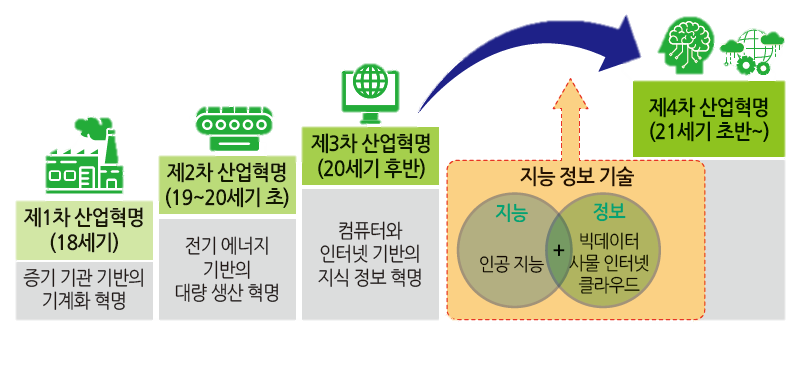 제1차 산업혁명
(18세기)
증기 기관 기반의
기계화 혁명
제2차 산업혁명
(19~20세기 초)
전기 에너지
기반의
대량 생산 혁명
제3차 산업혁명
(20세기 후반)
컴퓨터와
인터넷 기반의
지식 정보 혁명
지능 정보 기술
지능
인공 지능
+
정보
빅데이터
사물 인터넷
클라우드
제4차 산업혁명
(21세기 초반~)